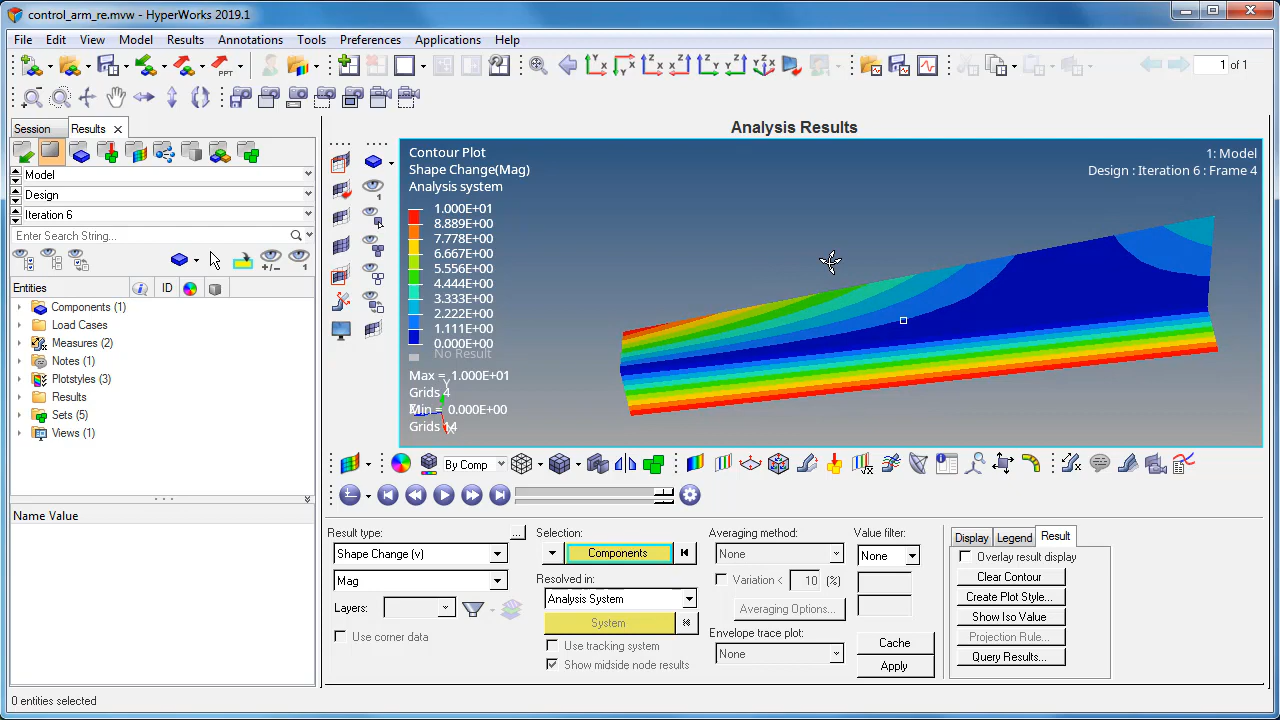 control_arm_re.mvw - HyperWorks 2019.1
File Edit View Model Results Annotations Tools Preferences Applications Help
PPT
1 of 1
Session Results
Model
Design
Iteration 6
Enter Search String...
Entities ID
Components (1)
Load Cases
Measures (2)
Notes (1)
Plotstyles (3)
Results
Sets (5)
Views (1)
Name Value
Analysis Results
Contour Plot
Shape Change(Mag)
Analysis system
1.000E+01
8.889E+00
7.778E+00
6.667E+00
5.556E+00
4.444E+00
3.333E+00
2.222E+00
1.111E+00
0.000E+00
No Result
Max = 1.000E+01
Grids 4
Min = 0.000E+00
Grids 14
Y
X
1: Model
Design : Iteration 6 : Frame 4
By Comp
Result type:
Shape Change (v)
Mag
Layers:
Use corner data
Selection:
Components
Resolved in:
Analysis System
System
Use tracking system
Show midside node results
Averaging method:
None
Variation < 10 (%)
Averaging Options...
Envelope trace plot:
None
Value filter:
None
Cache
Apply
Display Legend Result
Overlay result display
Clear Contour
Create Plot Style...
Show Iso Value
Projection Rule...
Query Results...
0 entities selected